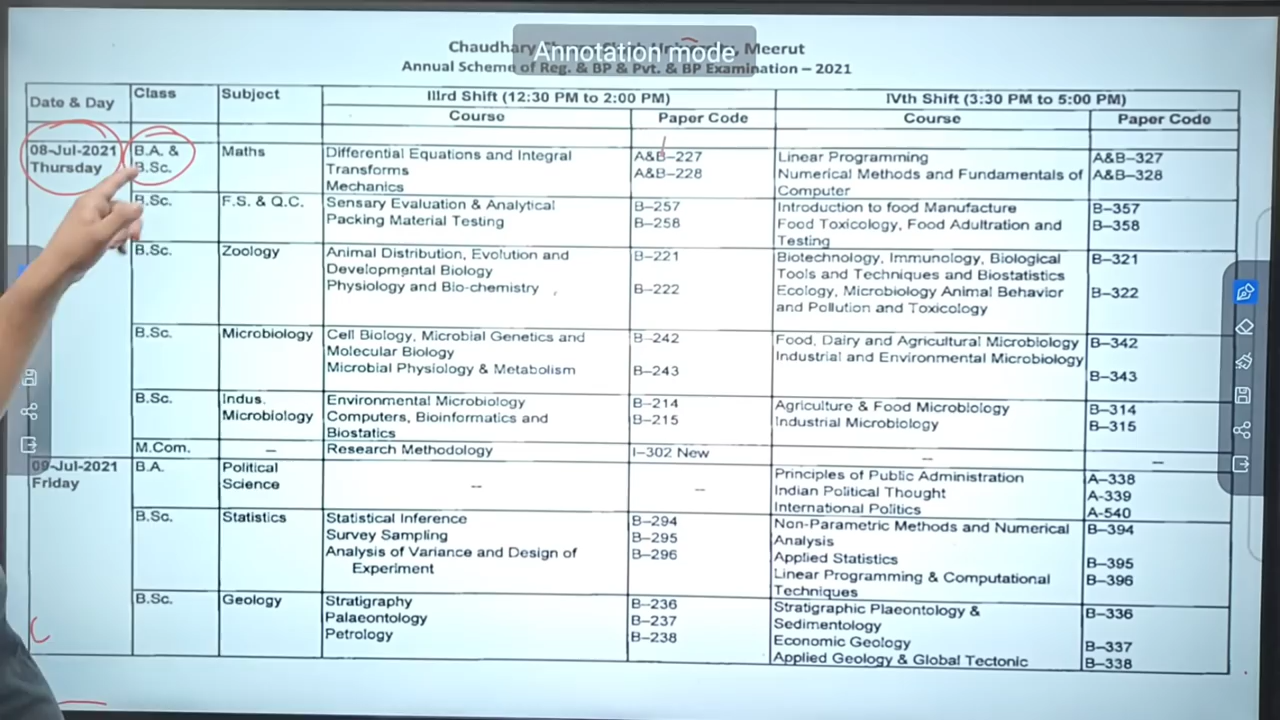 Chaudhary Meerut
Annotation mode
Annual Scheme of Reg. & BP & Pvt. & BP Examination – 2021
Date & Day Class Subject IIIrd Shift (12:30 PM to 2:00 PM) IVth Shift (3:30 PM to 5:00 PM)
Course Paper Code Course Paper Code
08-Jul-2021 B.A. & Maths Differential Equations and Integral A&B–227 Linear Programming A&B–327
Thursday B.Sc. Transforms A&B–228 Numerical Methods and Fundamentals of A&B–328
Mechanics Computer
B.Sc. F.S. & Q.C. Sensary Evaluation & Analytical B–257 Introduction to food Manufacture B–357
Packing Material Testing B–258 Food Toxicology, Food Adultration and B–358
Testing
B.Sc. Zoology Animal Distribution, Evolution and B–221 Biotechnology, Immunology, Biological B–321
Developmental Biology Tools and Techniques and Biostatistics
Physiology and Bio-chemistry B–222 Ecology, Microbiology Animal Behavior B–322
and Pollution and Toxicology
B.Sc. Microbiology Cell Biology, Microbial Genetics and B–242 Food, Dairy and Agricultural Microbiology B–342
Molecular Biology Industrial and Environmental Microbiology
Microbial Physiology & Metabolism B–243 B–343
B.Sc. Indus. Environmental Microbiology B–214 Agriculture & Food Microbiology B–314
Microbiology Computers, Bioinformatics and B–215 Industrial Microbiology B–315
Biostatics
M.Com. – Research Methodology I–302 New – –
09-Jul-2021 B.A. Political Principles of Public Administration A–338
Friday Science -- -- Indian Political Thought A-339
International Politics A-540
B.Sc. Statistics Statistical Inference B–294 Non-Parametric Methods and Numerical B–394
Survey Sampling B–295 Analysis
Analysis of Variance and Design of B–296 Applied Statistics B–395
Experiment Linear Programming & Computational B–396
Techniques
B.Sc. Geology Stratigraphy B–236 Stratigraphic Plaeontology & B–336
Palaeontology B–237 Sedimentology
Petrology B–238 Economic Geology B–337
Applied Geology & Global Tectonic B–338